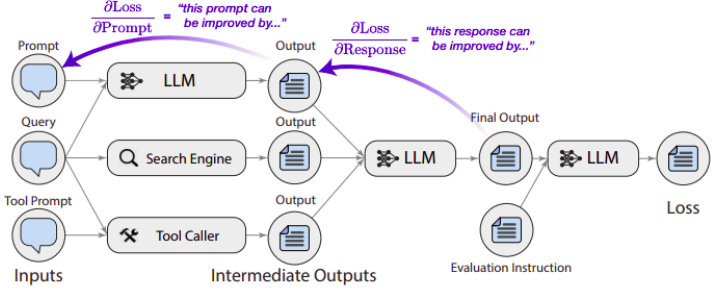 ∂Loss
∂Prompt
= "this prompt can
be improved by..."
∂Loss
∂Response
= "this response can
be improved by..."
Prompt
LLM
Output
Query
Search Engine
Output
LLM
Final Output
LLM
Loss
Tool Prompt
Tool Caller
Output
Evaluation Instruction
Inputs
Intermediate Outputs